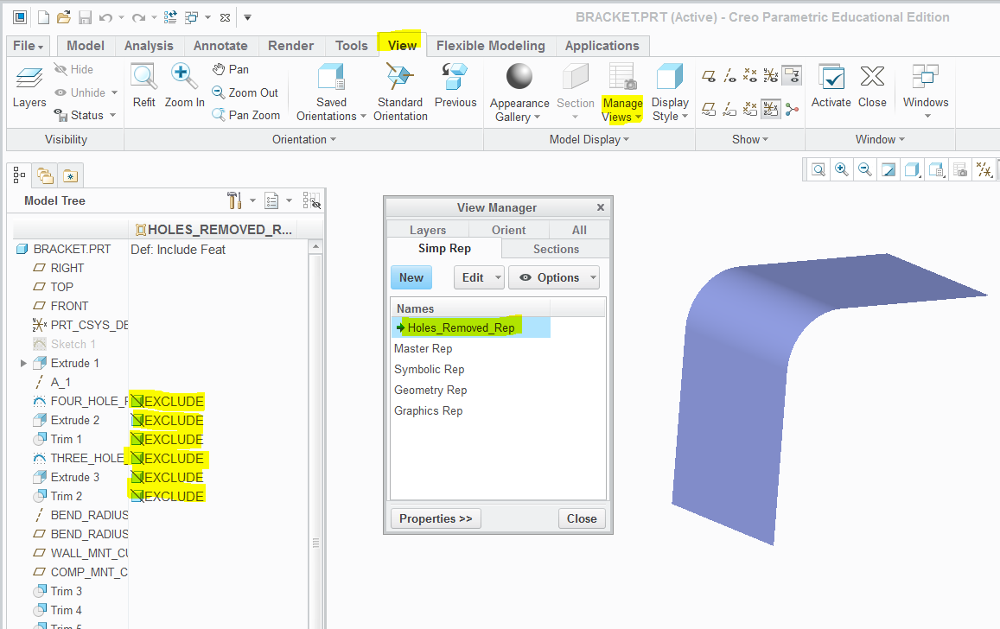 BRACKET.PRT (Active) - Creo Parametric Educational Edition
File Model Analysis Annotate Render Tools View Flexible Modeling Applications
Layers
Hide
Unhide
Status
Refit
Zoom In
Pan
Zoom Out
Pan Zoom
Saved
Orientations
Standard
Orientation
Previous
Appearance
Gallery
Section
Manage
Views
Display
Style
Activate
Close
Windows
Visibility Orientation Model Display Show Window
Model Tree
HOLES_REMOVED_R...
BRACKET.PRT Def: Include Feat
RIGHT
TOP
FRONT
PRT_CSYS_DE
Sketch 1
Extrude 1
A_1
FOUR_HOLE_F EXCLUDE
Extrude 2 EXCLUDE
Trim 1 EXCLUDE
THREE_HOLE_ EXCLUDE
Extrude 3 EXCLUDE
Trim 2 EXCLUDE
BEND_RADIUS
BEND_RADIUS
WALL_MNT_CU
COMP_MNT_C
Trim 3
Trim 4
Trim 5
View Manager
Layers Orient All
Simp Rep Sections
New Edit Options
Names
Holes_Removed_Rep
Master Rep
Symbolic Rep
Geometry Rep
Graphics Rep
Properties >> Close